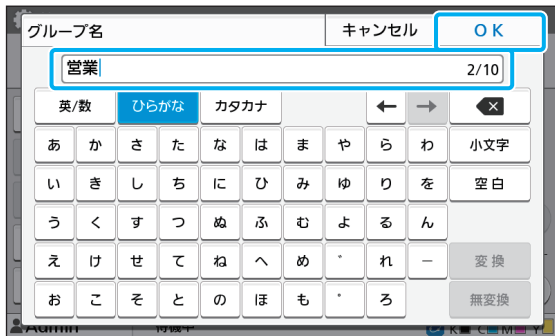 グループ名 キャンセル OK
営業 2/10
英/数 ひらがな カタカナ ← →
あ か さ た な は ま や ら わ 小文字
い き し ち に ひ み ゆ り を 空白
う く す つ ぬ ふ む よ る ん
え け せ て ね へ め ゛ れ ー 変換
お こ そ と の ほ も ゜ ろ 無変換
Admin 待機中 K C M Y